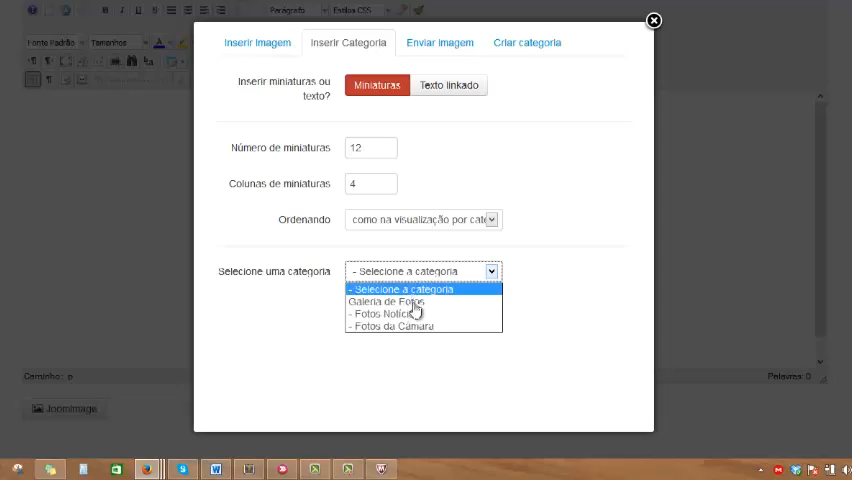 Parágrafo Estilos CSS
Inserir Imagem Inserir Categoria Enviar Imagem Criar categoria
Fonte Padrão Tamanhos
Inserir miniaturas ou
texto? Miniaturas Texto linkado
Número de miniaturas 12
Colunas de miniaturas 4
Ordenando como na visualização por cate
Selecione uma categoria - Selecione a categoria
- Selecione a categoria
Galeria de Fotos
- Fotos
- Fotos da Câmara
Caminho: p Palavras: 0
JoomImage